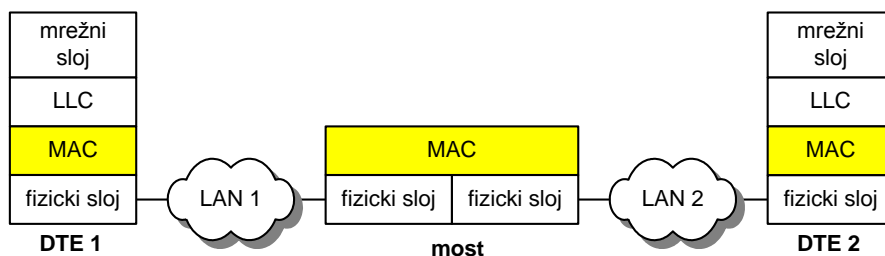 mrežni
sloj
LLC
MAC
fizicki sloj
DTE 1
LAN 1
MAC
fizicki sloj
fizicki sloj
most
LAN 2
mrežni
sloj
LLC
MAC
fizicki sloj
DTE 2